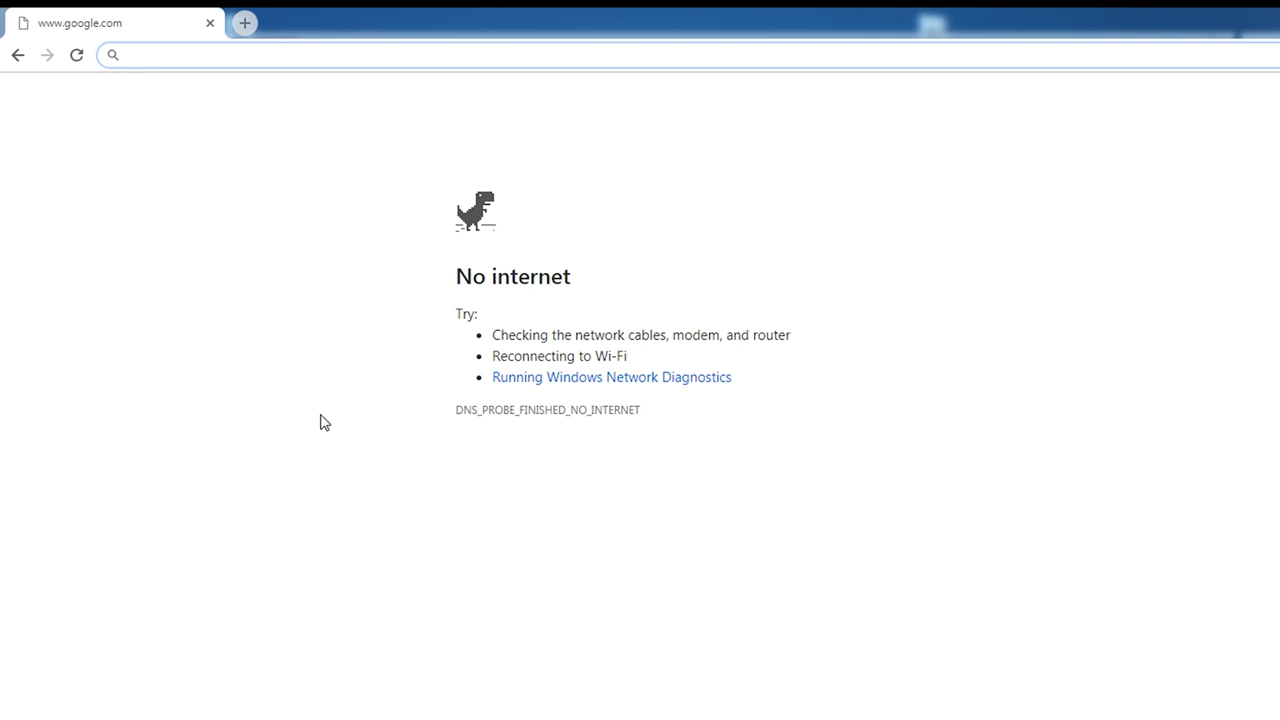 www.google.com
No internet
Try:
Checking the network cables, modem, and router
Reconnecting to Wi-Fi
Running Windows Network Diagnostics
DNS_PROBE_FINISHED_NO_INTERNET